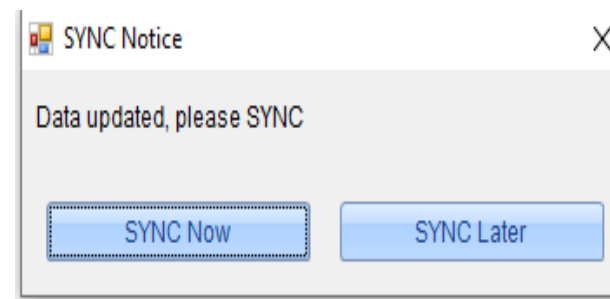 SYNC Notice
Data updated, please SYNC
SYNC Now
SYNC Later